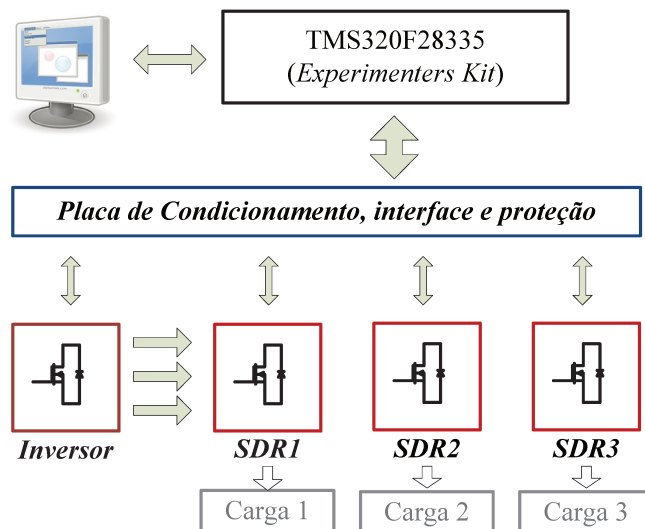 TMS320F28335
(Experimenters Kit)
Placa de Condicionamento, interface e proteção
Inversor
SDR1
SDR2
SDR3
Carga 1
Carga 2
Carga 3